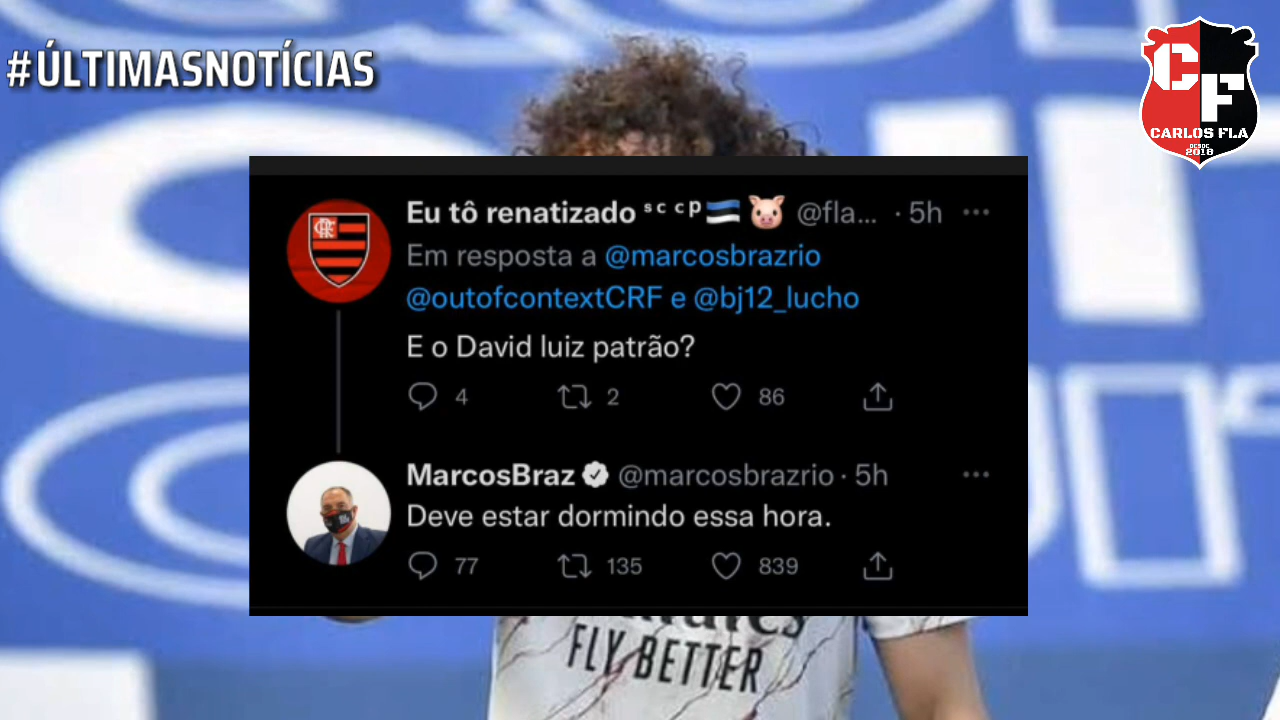 #ÚLTIMASNOTÍCIAS
CF
CARLOS FLA
DESDE
2018
Eu tô renatizado ˢᶜ ᶜᵖ @fla... · 5h
Em resposta a @marcosbrazrio
@outofcontextCRF e @bj12_lucho
E o David luiz patrão?
4 2 86
MarcosBraz @marcosbrazrio · 5h
Deve estar dormindo essa hora.
77 135 839
FLY BETTER